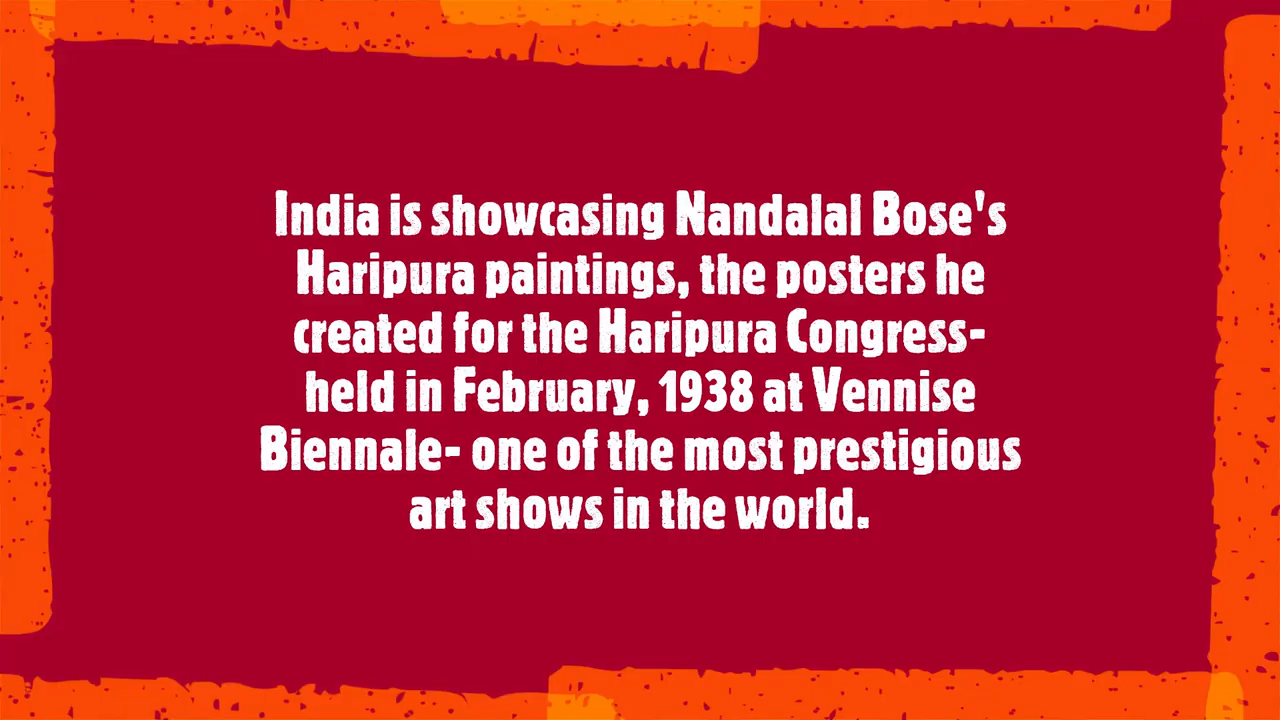 India is showcasing Nandalal Bose's
Haripura paintings, the posters he
created for the Haripura Congress-
held in February, 1938 at Vennise
Biennale- one of the most prestigious
art shows in the world.